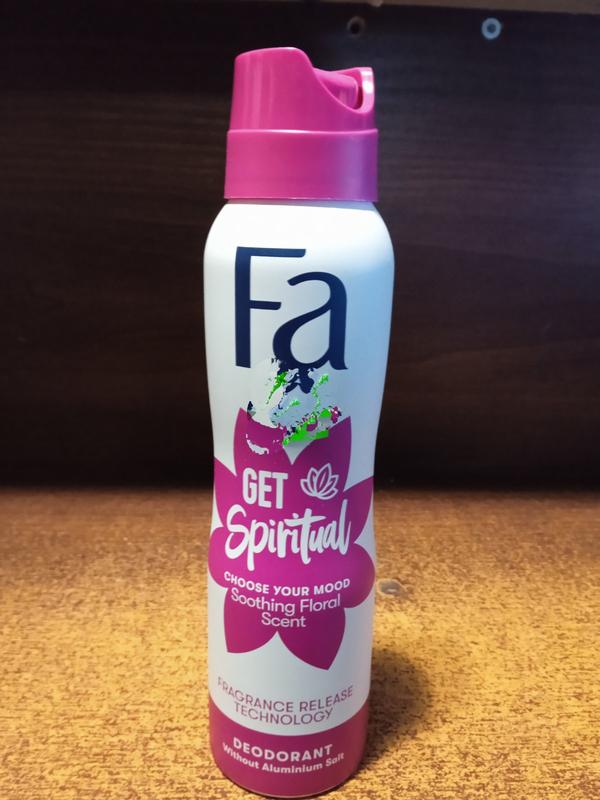 Fa
GET
Spiritual
CHOOSE YOUR MOOD
Soothing Floral
Scent
FRAGRANCE RELEASE
TECHNOLOGY
DEODORANT
Without Aluminium Salt